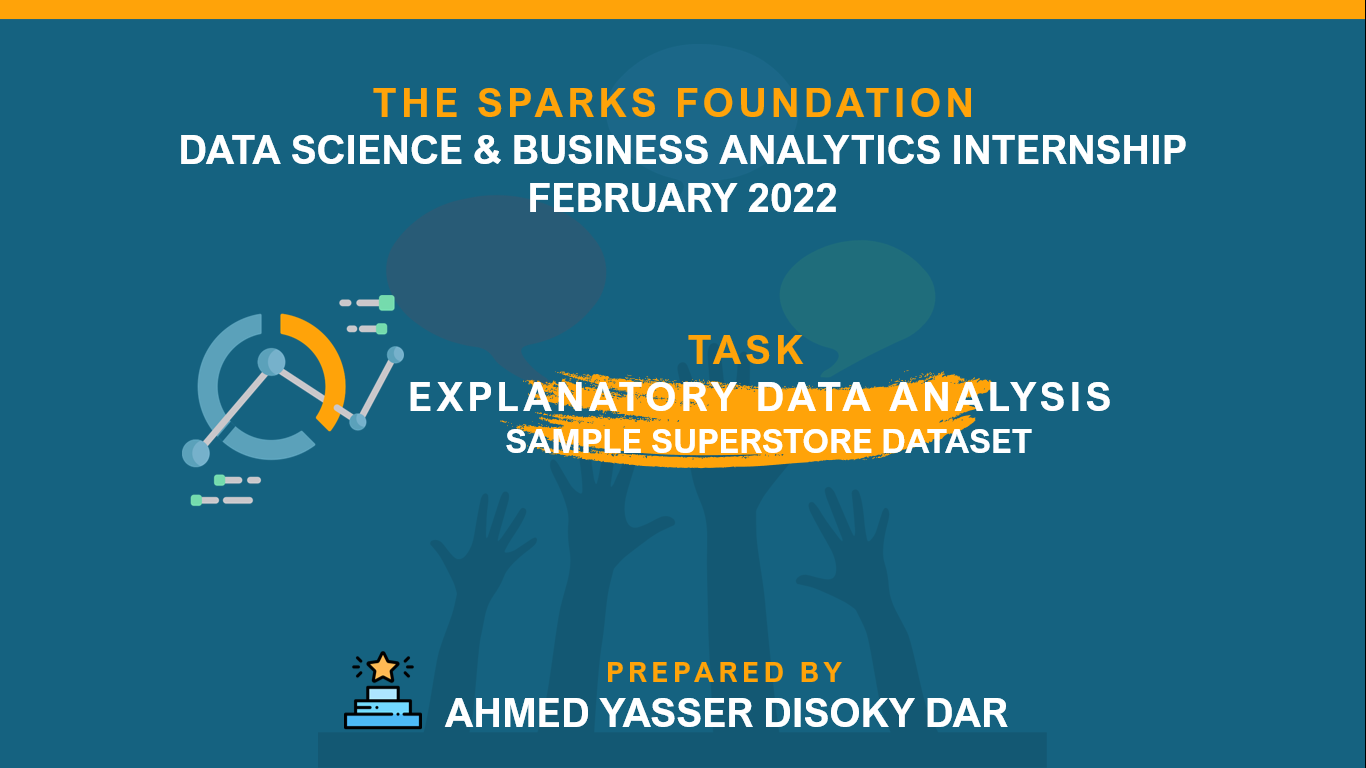 THE SPARKS FOUNDATION
DATA SCIENCE & BUSINESS ANALYTICS INTERNSHIP
FEBRUARY 2022
TASK
EXPLANATORY DATA ANALYSIS
SAMPLE SUPERSTORE DATASET
PREPARED BY
AHMED YASSER DISOKY DAR